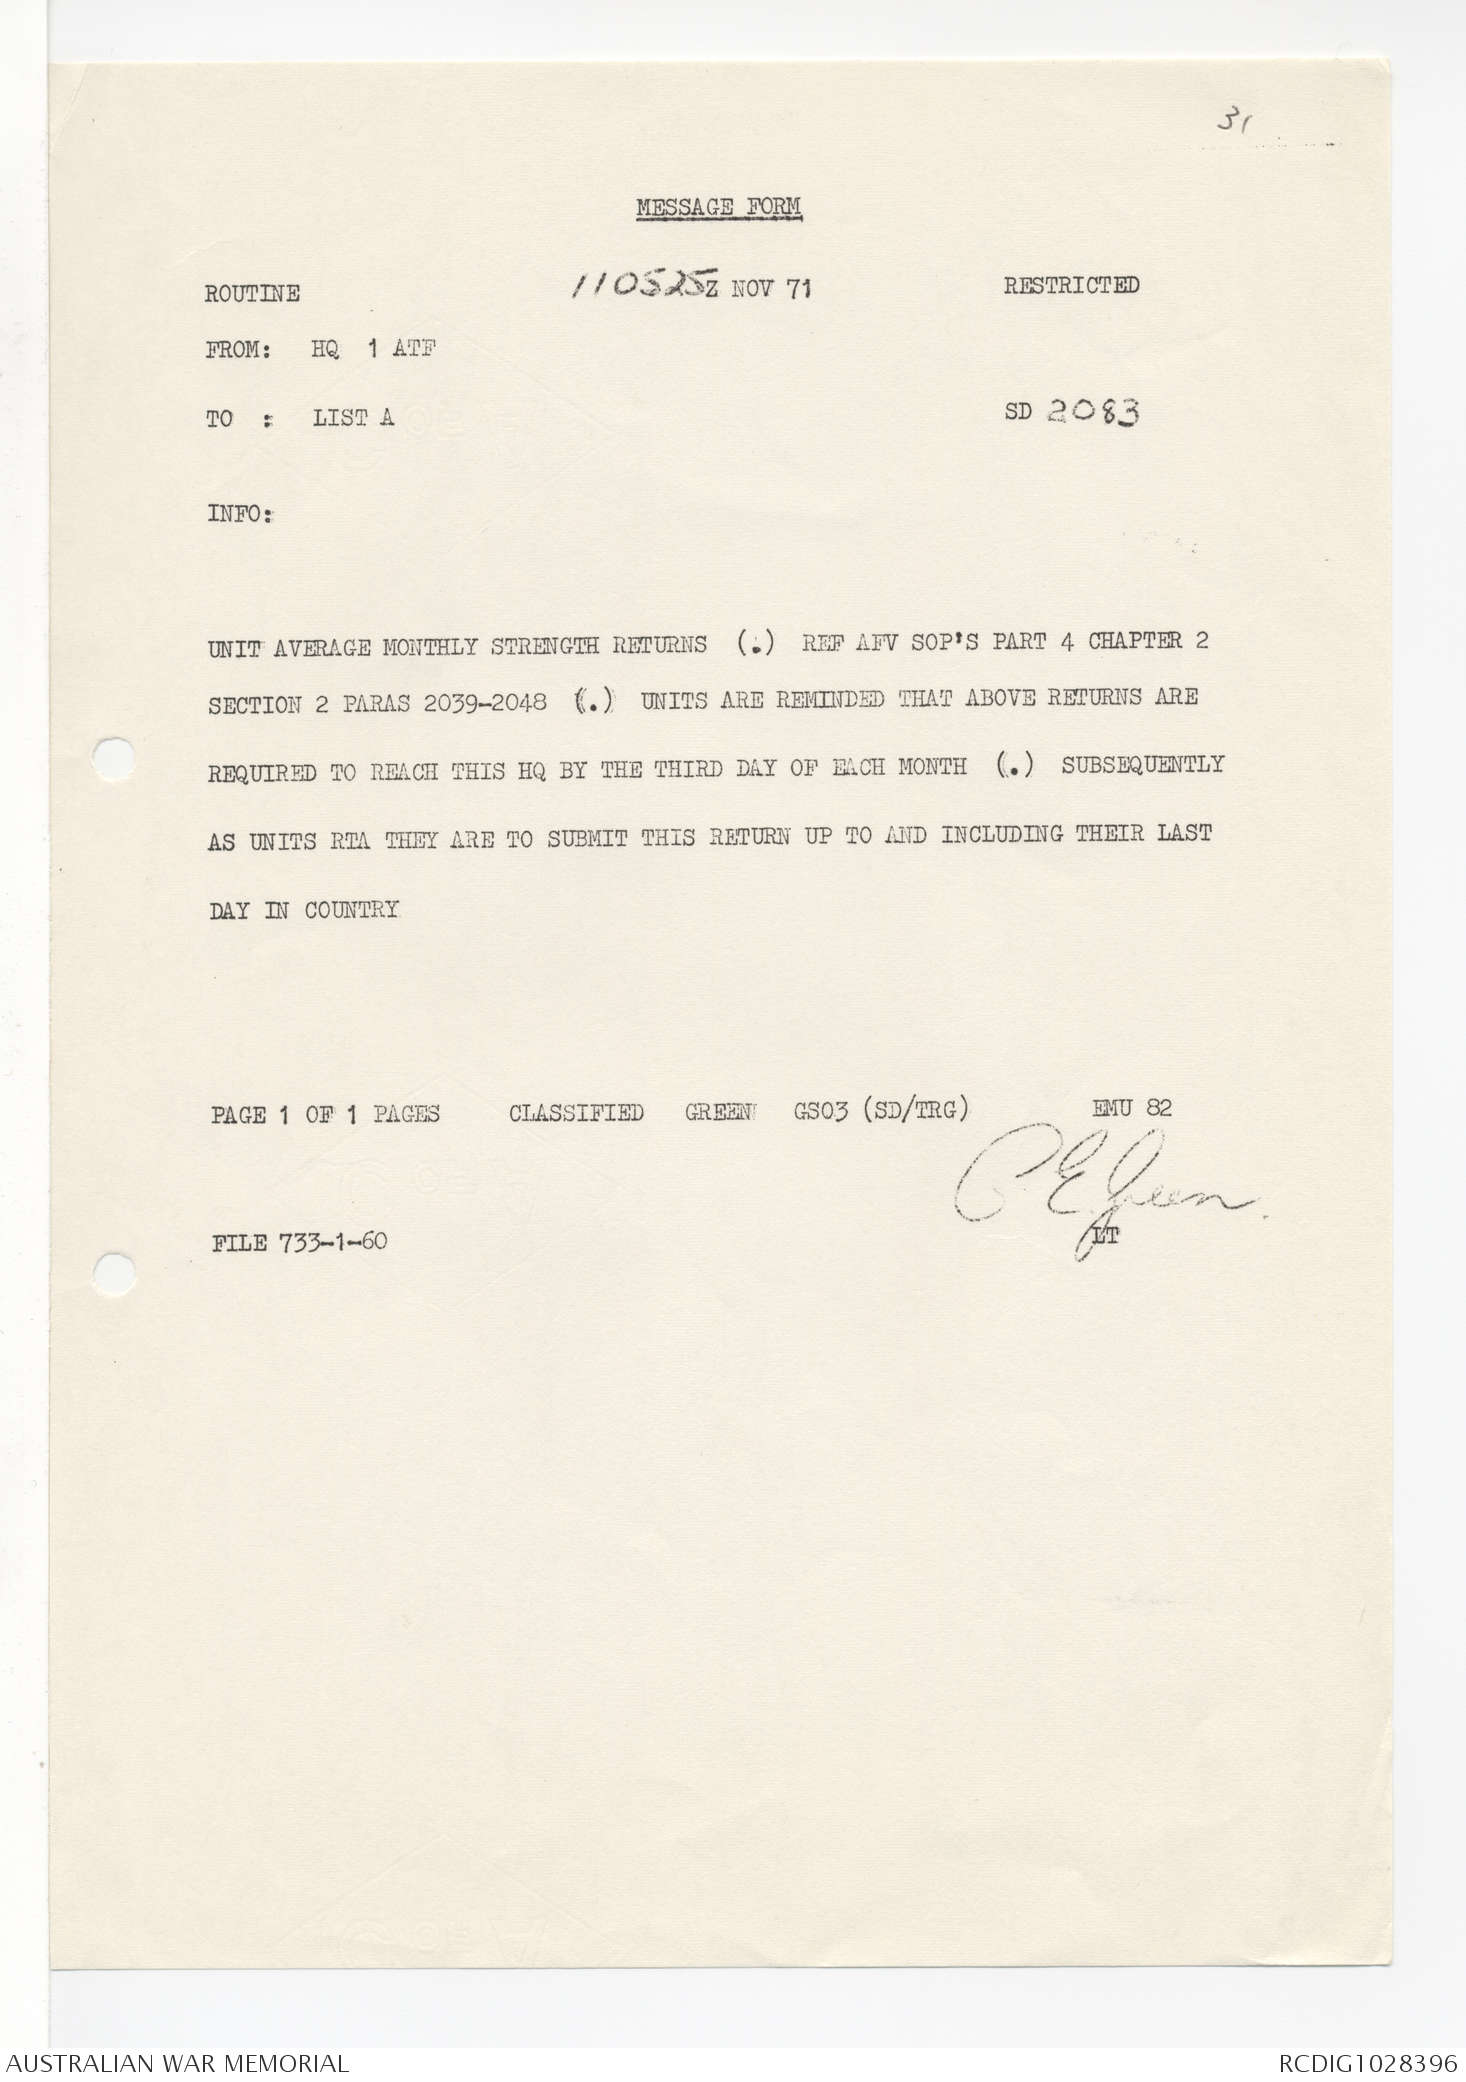 31
MESSAGE FORM
ROUTINE 110525Z NOV 71 RESTRICTED
FROM: HQ 1 ATF
TO : LIST A SD 2083
INFO:
UNIT AVERAGE MONTHLY STRENGTH RETURNS (.) REF AFV SOP'S PART 4 CHAPTER 2
SECTION 2 PARAS 2039-2048 (.) UNITS ARE REMINDED THAT ABOVE RETURNS ARE
REQUIRED TO REACH THIS HQ BY THE THIRD DAY OF EACH MONTH (.) SUBSEQUENTLY
AS UNITS RTA THEY ARE TO SUBMIT THIS RETURN UP TO AND INCLUDING THEIR LAST
DAY IN COUNTRY
PAGE 1 OF 1 PAGES CLASSIFIED GREEN GSO3 (SD/TRG) EMU 82
P E Green.
FILE 733-1-60 LT
AUSTRALIAN WAR MEMORIAL RCDIG1028396